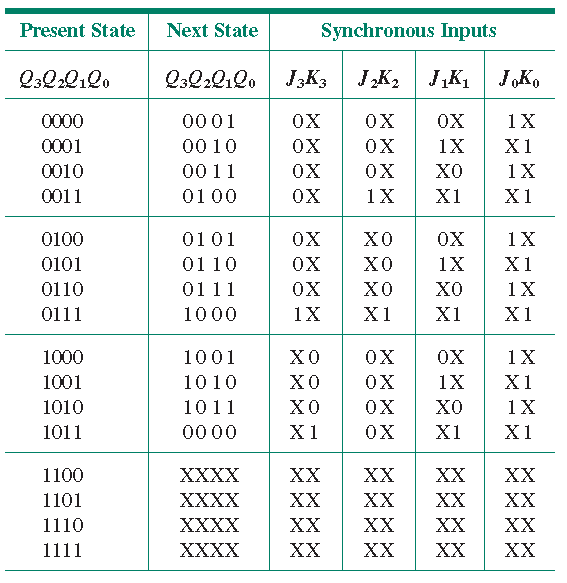 Present State Next State Synchronous Inputs
Q3Q2Q1Q0 Q3Q2Q1Q0 J3K3 J2K2 J1K1 J0K0
0000 0001 0X 0X 0X 1X
0001 0010 0X 0X 1X X1
0010 0011 0X 0X X0 1X
0011 0100 0X 1X X1 X1
0100 0101 0X X0 0X 1X
0101 0110 0X X0 1X X1
0110 0111 0X X0 X0 1X
0111 1000 1X X1 X1 X1
1000 1001 X0 0X 0X 1X
1001 1010 X0 0X 1X X1
1010 1011 X0 0X X0 1X
1011 0000 X1 0X X1 X1
1100 XXXX XX XX XX XX
1101 XXXX XX XX XX XX
1110 XXXX XX XX XX XX
1111 XXXX XX XX XX XX